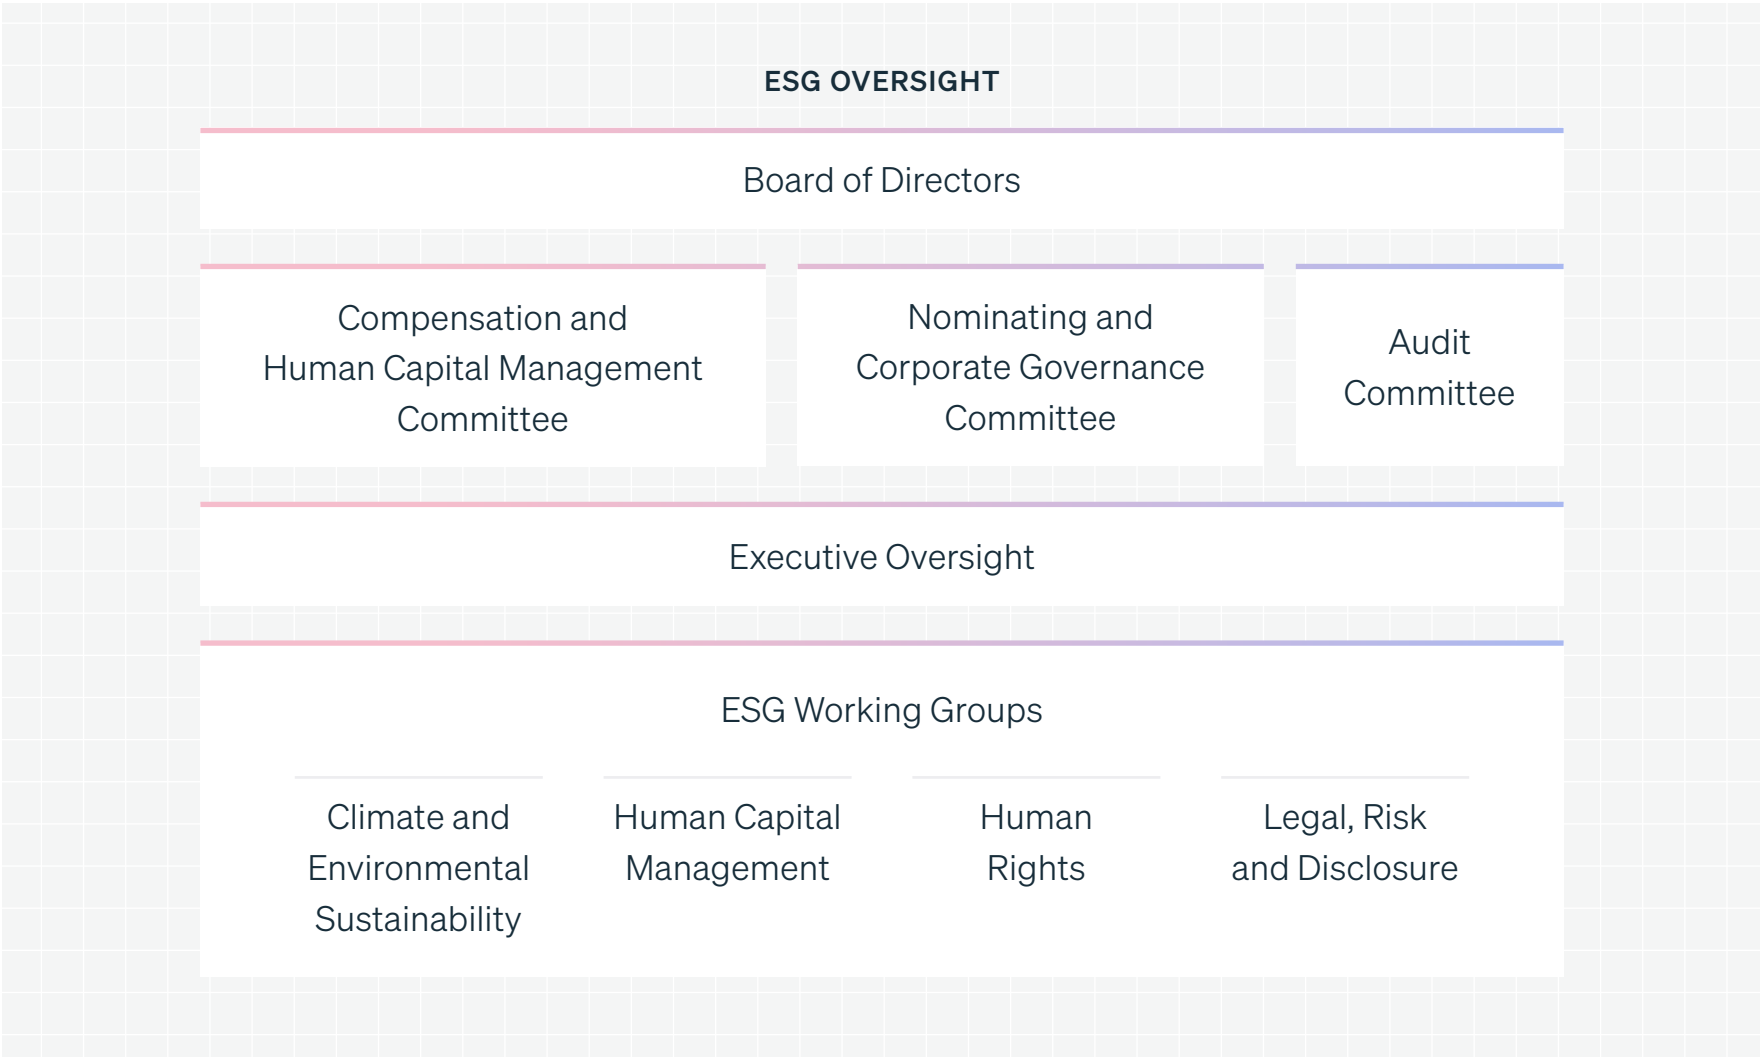 ESG OVERSIGHT
Board of Directors
Compensation and
Human Capital Management
Committee
Nominating and
Corporate Governance
Committee
Audit
Committee
Executive Oversight
ESG Working Groups
Climate and
Environmental
Sustainability
Human Capital
Management
Human
Rights
Legal, Risk
and Disclosure